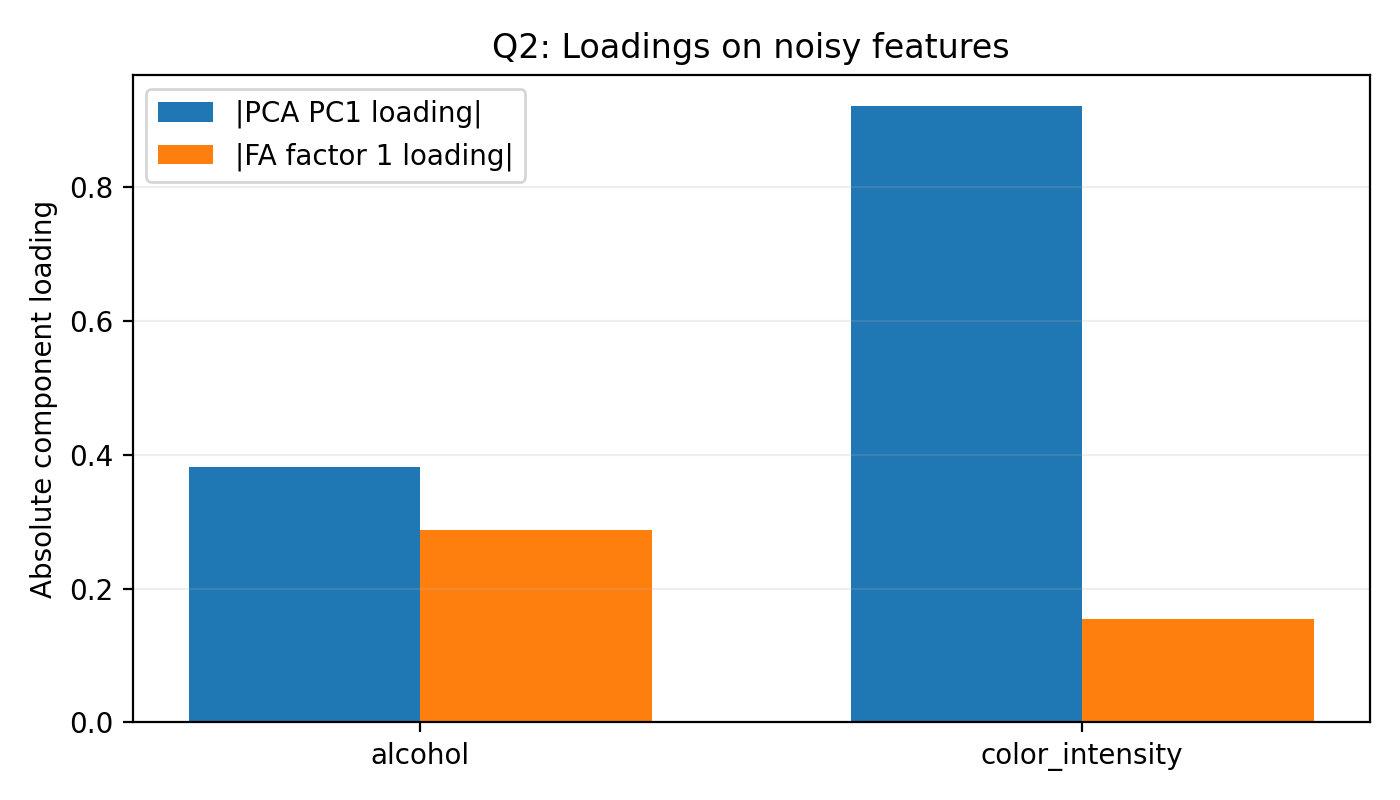 Q2: Loadings on noisy features
|PCA PC1 loading|
|FA factor 1 loading|
Absolute component loading
0.8
0.6
0.4
0.2
0.0
alcohol
color_intensity